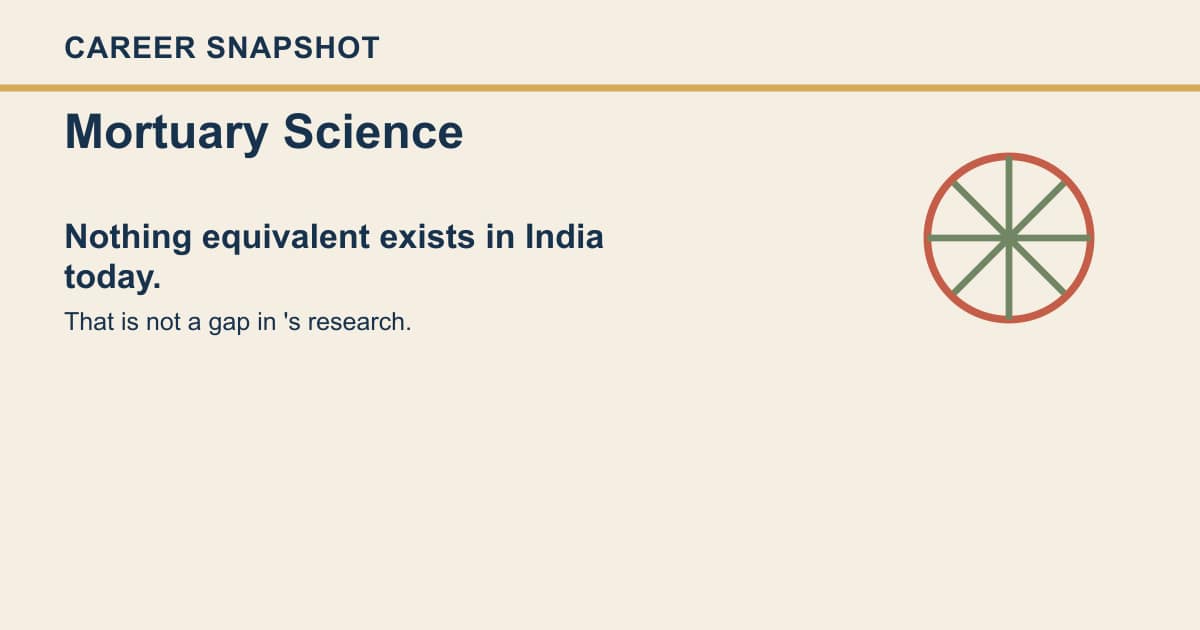 CAREER SNAPSHOT
Mortuary Science
Nothing equivalent exists in India
today.
That is not a gap in 's research.